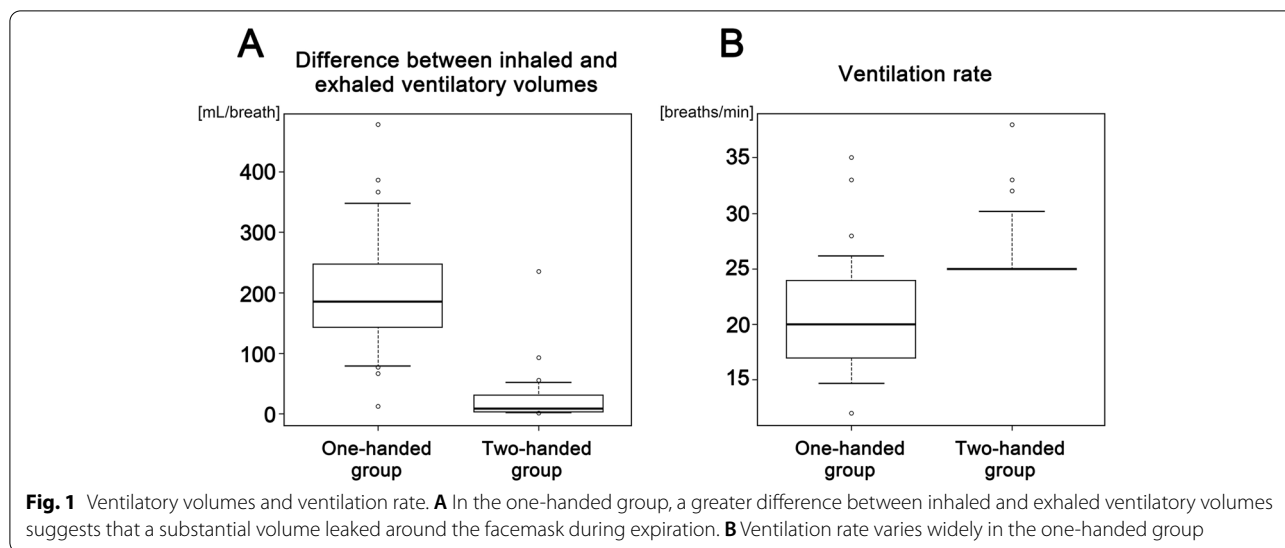 A
Difference between inhaled and
exhaled ventilatory volumes
[mL/breath]
400
300
200
100
0
One-handed
group
Two-handed
group
B
Ventilation rate
[breaths/min]
35
30
25
20
15
One-handed
group
Two-handed
group
Fig. 1 Ventilatory volumes and ventilation rate. A In the one-handed group, a greater difference between inhaled and exhaled ventilatory volumes
suggests that a substantial volume leaked around the facemask during expiration. B Ventilation rate varies widely in the one-handed group